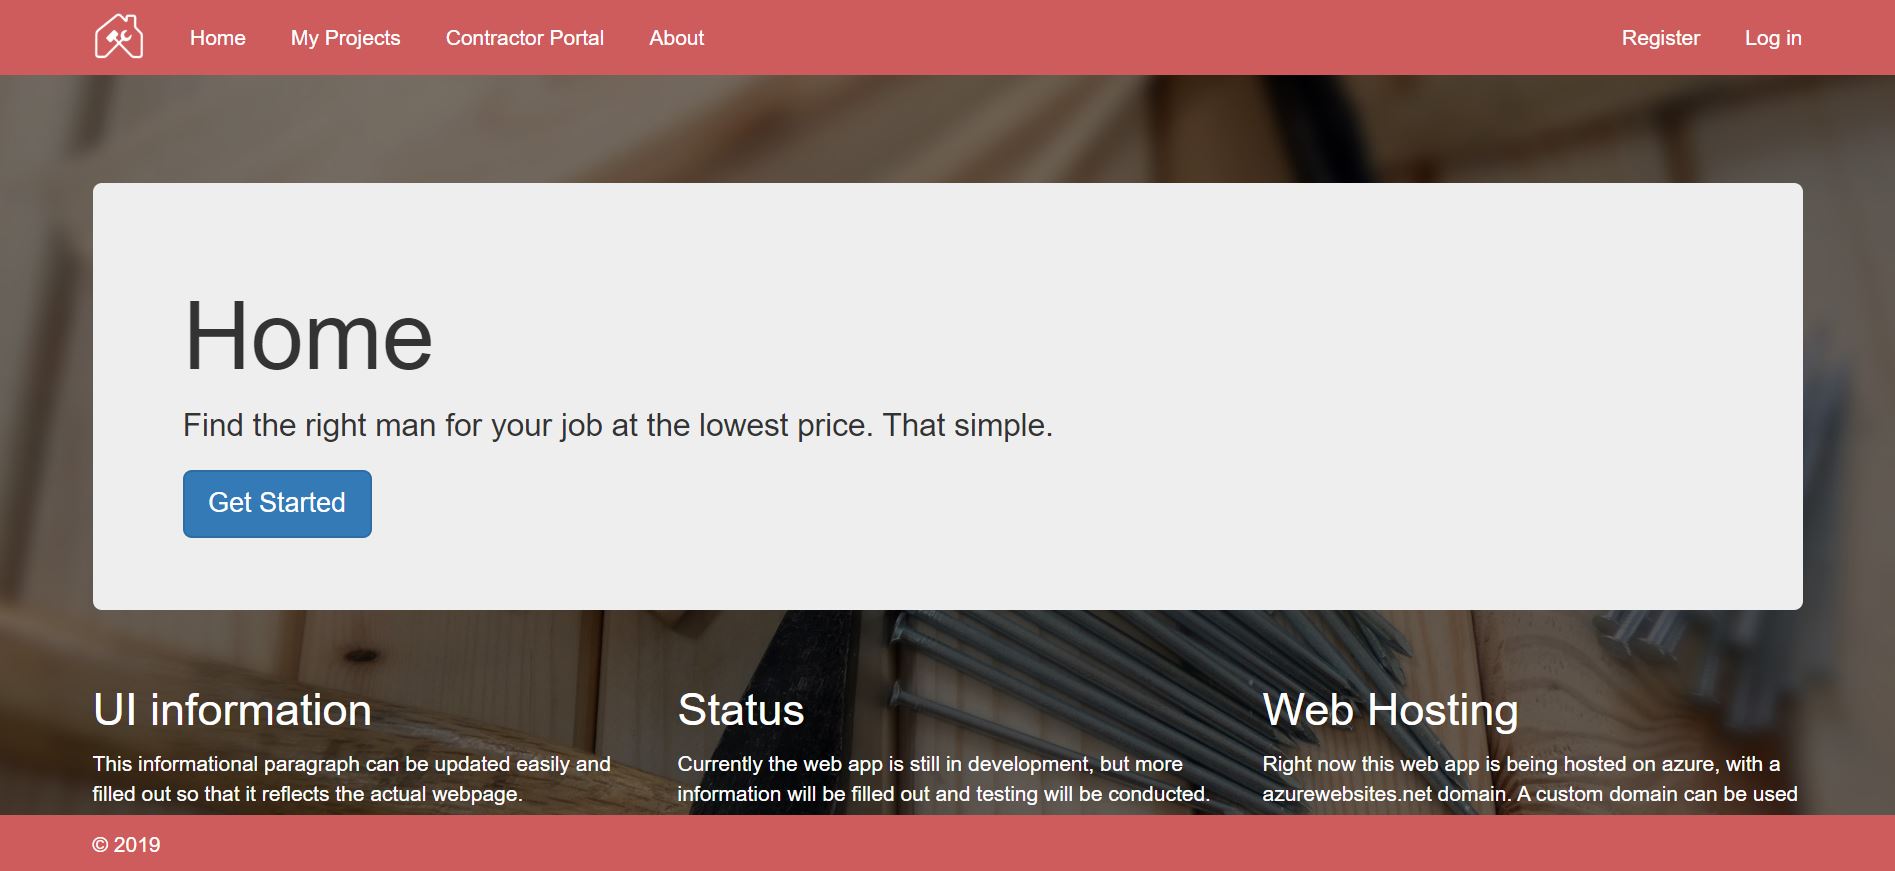 Home My Projects Contractor Portal About Register Log in
Home
Find the right man for your job at the lowest price. That simple.
Get Started
UI information
This informational paragraph can be updated easily and
filled out so that it reflects the actual webpage.
Status
Currently the web app is still in development, but more
information will be filled out and testing will be conducted.
Web Hosting
Right now this web app is being hosted on azure, with a
azurewebsites.net domain. A custom domain can be used
© 2019